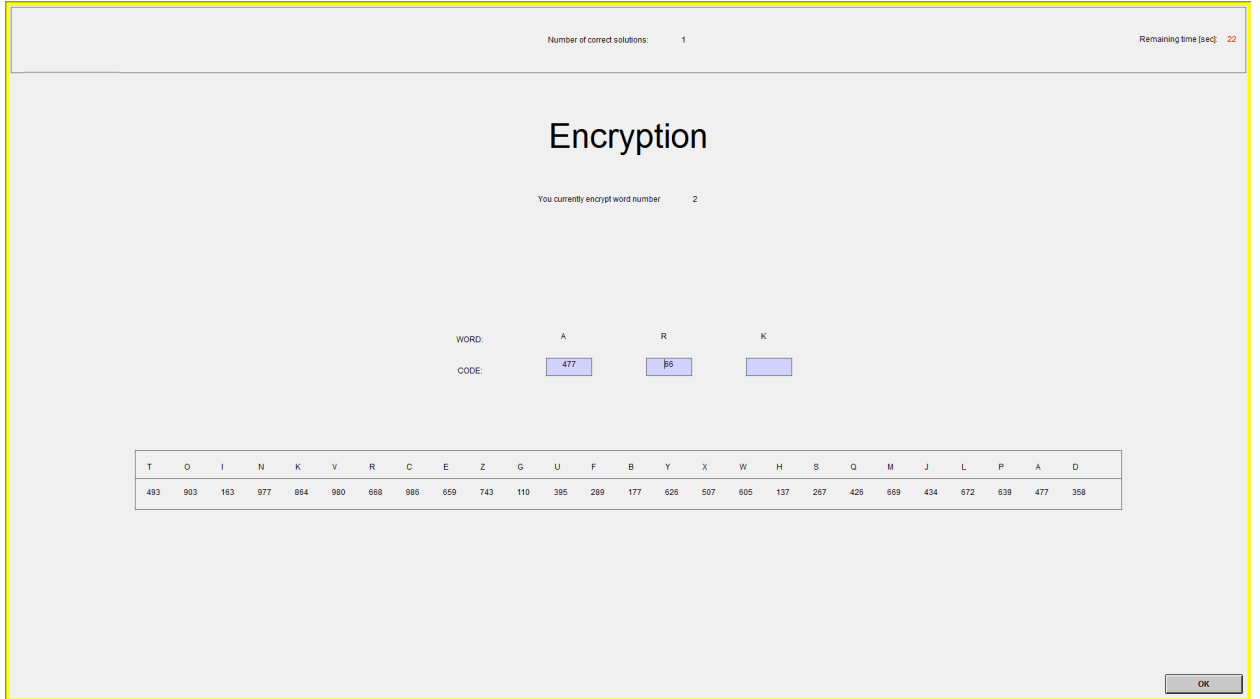 Number of correct solutions: 1 Remaining time [sec]: 22
Encryption
You currently encrypt word number 2
WORD: A R K
CODE: 477 66
T O I N K V R C E Z G U F B Y X W H S Q M J L P A D
493 903 163 977 864 980 668 986 659 743 110 395 289 177 626 507 605 137 267 426 669 434 672 639 477 358
OK